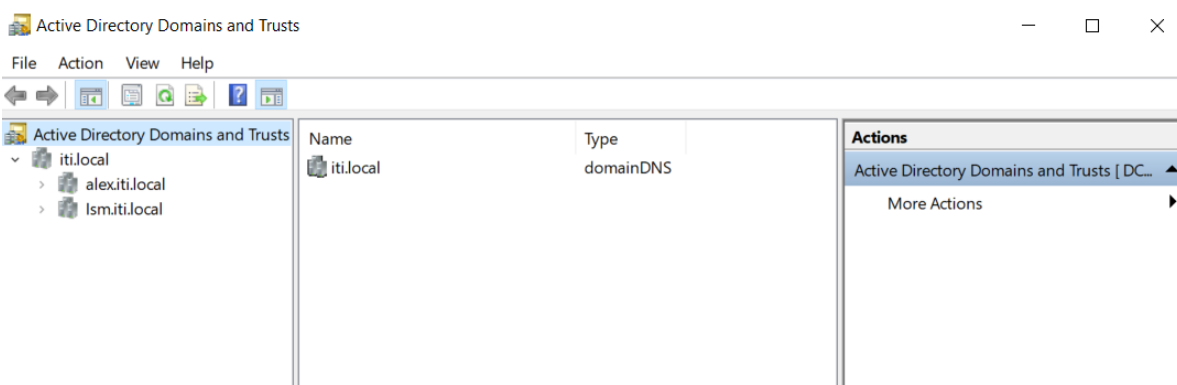 Active Directory Domains and Trusts
File Action View Help
Active Directory Domains and Trusts
iti.local
alex.iti.local
Ism.iti.local
Name Type
iti.local domainDNS
Actions
Active Directory Domains and Trusts [ DC...
More Actions